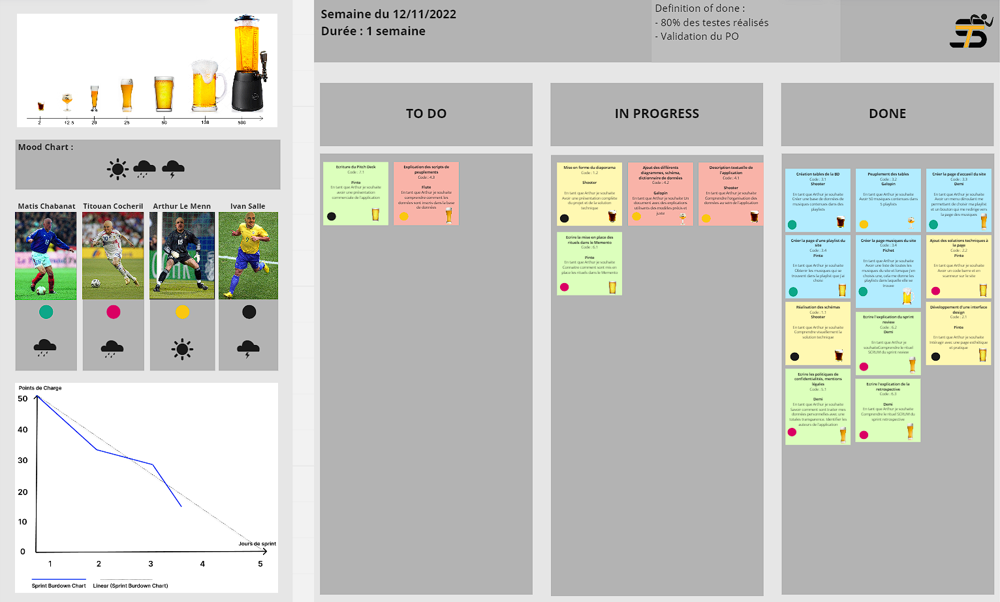 2
12.5
20
25
50
100
500
Mood Chart :
Matis Chabanat
Titouan Cocheril
Arthur Le Menn
Ivan Salle
Points de Charge
50
40
30
20
10
0
Jours de sprint
1
2
3
4
5
Sprint Burdown Chart
Linear (Sprint Burdown Chart)
Semaine du 12/11/2022
Durée : 1 semaine
Definition of done :
- 80% des testes réalisés
- Validation du PO
TO DO
Ecriture du Pitch Deck
Code : 7.1
Pinte
En tant que Arthur je souhaite
avoir une présentation
commerciale de l'application
Explication des scripts de
peuplements
Code : 4.3
Flute
En tant que Arthur je souhaite
comprendre comment les
données sont inscris dans la base
de données
IN PROGRESS
Mise en forme du diaporama
Code : 1.2
Shooter
En tant que Arthur je souhaite
Avoir une présentation complète
du projet et de la solution
technique
Ajout des différents
diagrammes, schéma,
dictionnaire de données
Code : 4.2
Galopin
En tant que Arthur je souhaite Un
document avec des explications
utilisants des modèles précis et
juste
Description textuelle de
l'application
Code : 4.1
Shooter
En tant que Arthur je souhaite
Comprendre l'organisation des
données au sein de l'application
Ecrire la mise en place des
rituels dans le Memento
Code : 6.1
Pinte
En tant que Arthur je souhaite
Connaitre comment sont mis en
place les rituels dans le Memento
DONE
Création tables de la BD
Code : 3.1
Shooter
En tant que Arthur je souhaite
Créer une base de données de
musiques contenues dans des
playlists
Peuplement des tables
Code : 3.2
Galopin
En tant que Arthur je souhaite
Avoir 50 musiques contenues dans
5 playlists
Créer la page d'accueil du site
Code : 3.3
Demi
En tant que Arthur je souhaite
Avoir un menu déroulant me
permettant de choisir ma playlist
et un bouton qui me redirige vers
la page des musiques
Créer la page d'une playlist du
site
Code : 3.4
Pinte
En tant que Arthur je souhaite
Obtenir les musiques qui se
trouvent dans la playlist que j'ai
choisi
Créer la page musiques du site
Code : 3.4
Pichet
En tant que Arthur je souhaite
Avoir une liste de toutes les
musiques du site et lorsque j'en
choisis une, cela me donne les
playlists dans laquelle elle se
trouve
Ajout des solutions techniques à
la page
Code : 2.2
Pinte
En tant que Arthur je souhaite
Avoir un code barre et en
scanneur sur le site
Réalisation des schémas
Code : 1.1
Shooter
En tant que Arthur je souhaite
Comprendre visuellement la
solution technique
Ecrire l'explication du sprint
review
Code : 6.2
Demi
En tant que Arthur je
souhaiteComprendre le rituel
SCRUM du sprint review
Développement d'une interface
design
Code : 2.1
Pinte
En tant que Arthur je souhaite
Intéragir avec une page esthétique
et pratique
Ecrire les politiques de
confidentialités, mentions
légales
Code : 5.1
Demi
En tant que Arthur je souhaite
Savoir comment sont traiter mes
données personnelles avec une
totales transparence. Identifier les
auteurs de l'application
Ecrire l'explication de la
retrospective
Code : 6.3
Demi
En tant que Arthur je souhaite
Comprendre le rituel SCRUM du
sprint retrospective